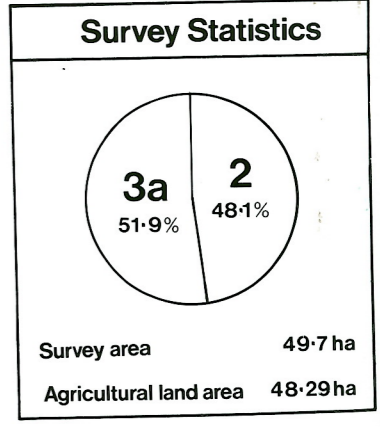 Survey Statistics
3a
51·9%
2
48·1%
Survey area 49·7 ha
Agricultural land area 48·29 ha